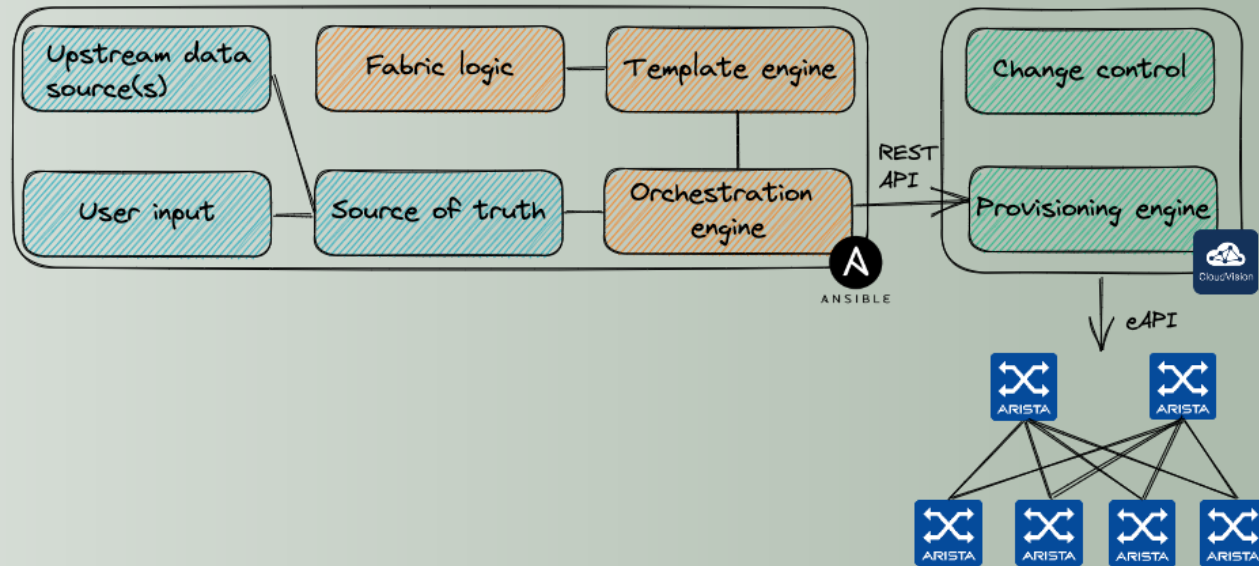 Upstream data
source(s)
Fabric logic
Template engine
Change control
User input
Source of truth
Orchestration
engine
REST
API
Provisioning engine
ANSIBLE
CloudVision
eAPI
ARISTA
ARISTA
ARISTA
ARISTA
ARISTA
ARISTA